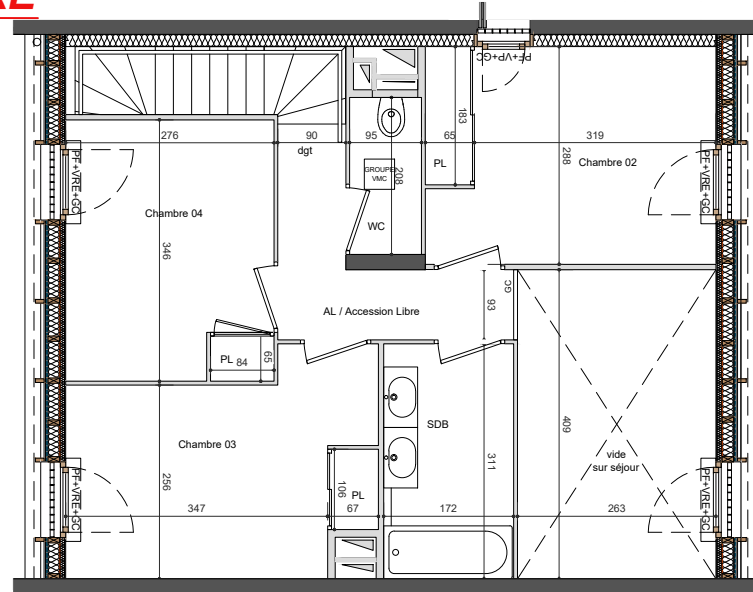 PF+VP+GC
276
90
95
65
183
319
dgt
PL
288
Chambre 02
PF+VRE+GC
PF+VRE+GC
GROUPE
VMC
208
Chambre 04
WC
346
CG
93
AL / Accession Libre
PL
84
65
409
SDB
Chambre 03
311
vide
sur séjour
256
106
PL
PF+VRE+GC
PF+VRE+GC
347
67
172
263